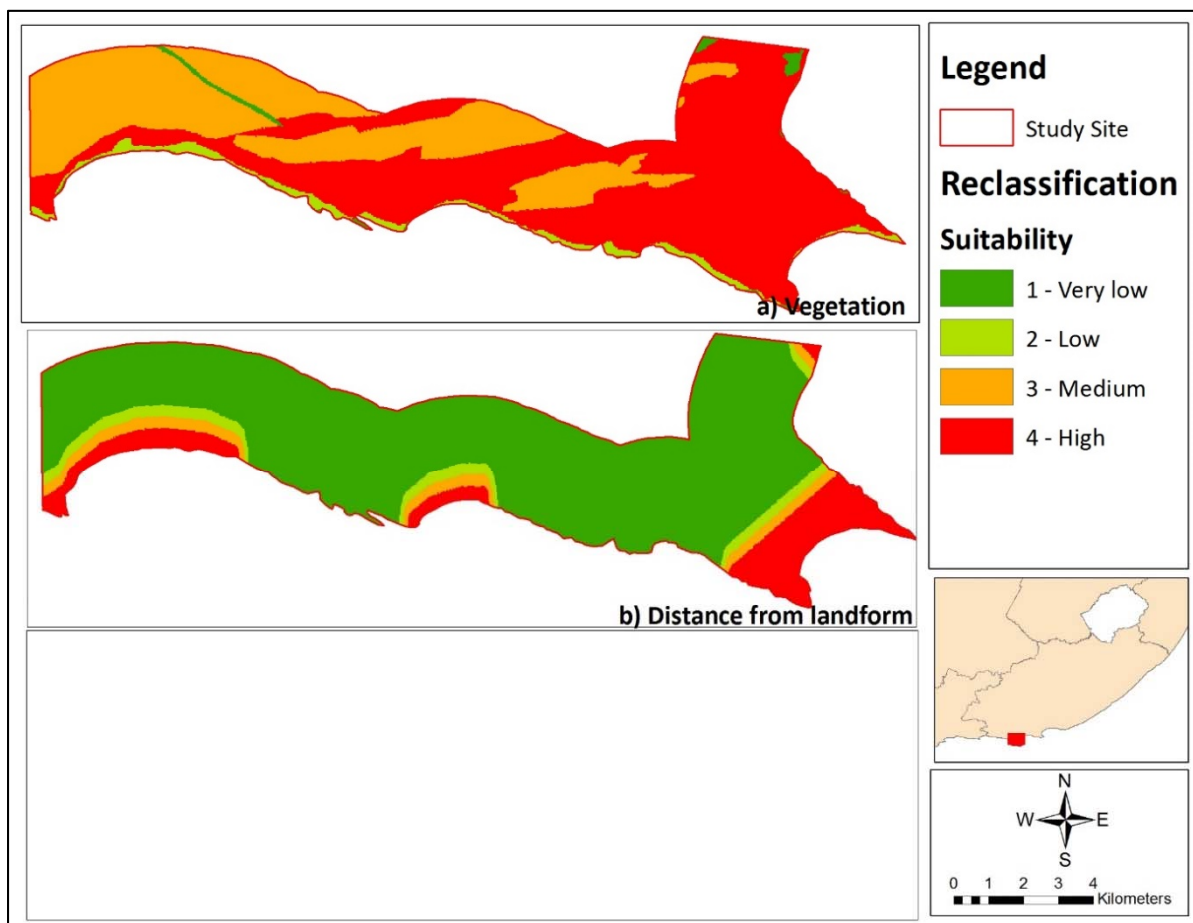 a) Vegetation
b) Distance from landform
Legend
Study Site
Reclassification
Suitability
1 - Very low
2 - Low
3 - Medium
4 - High
N
W E
S
0 1 2 3 4
Kilometers